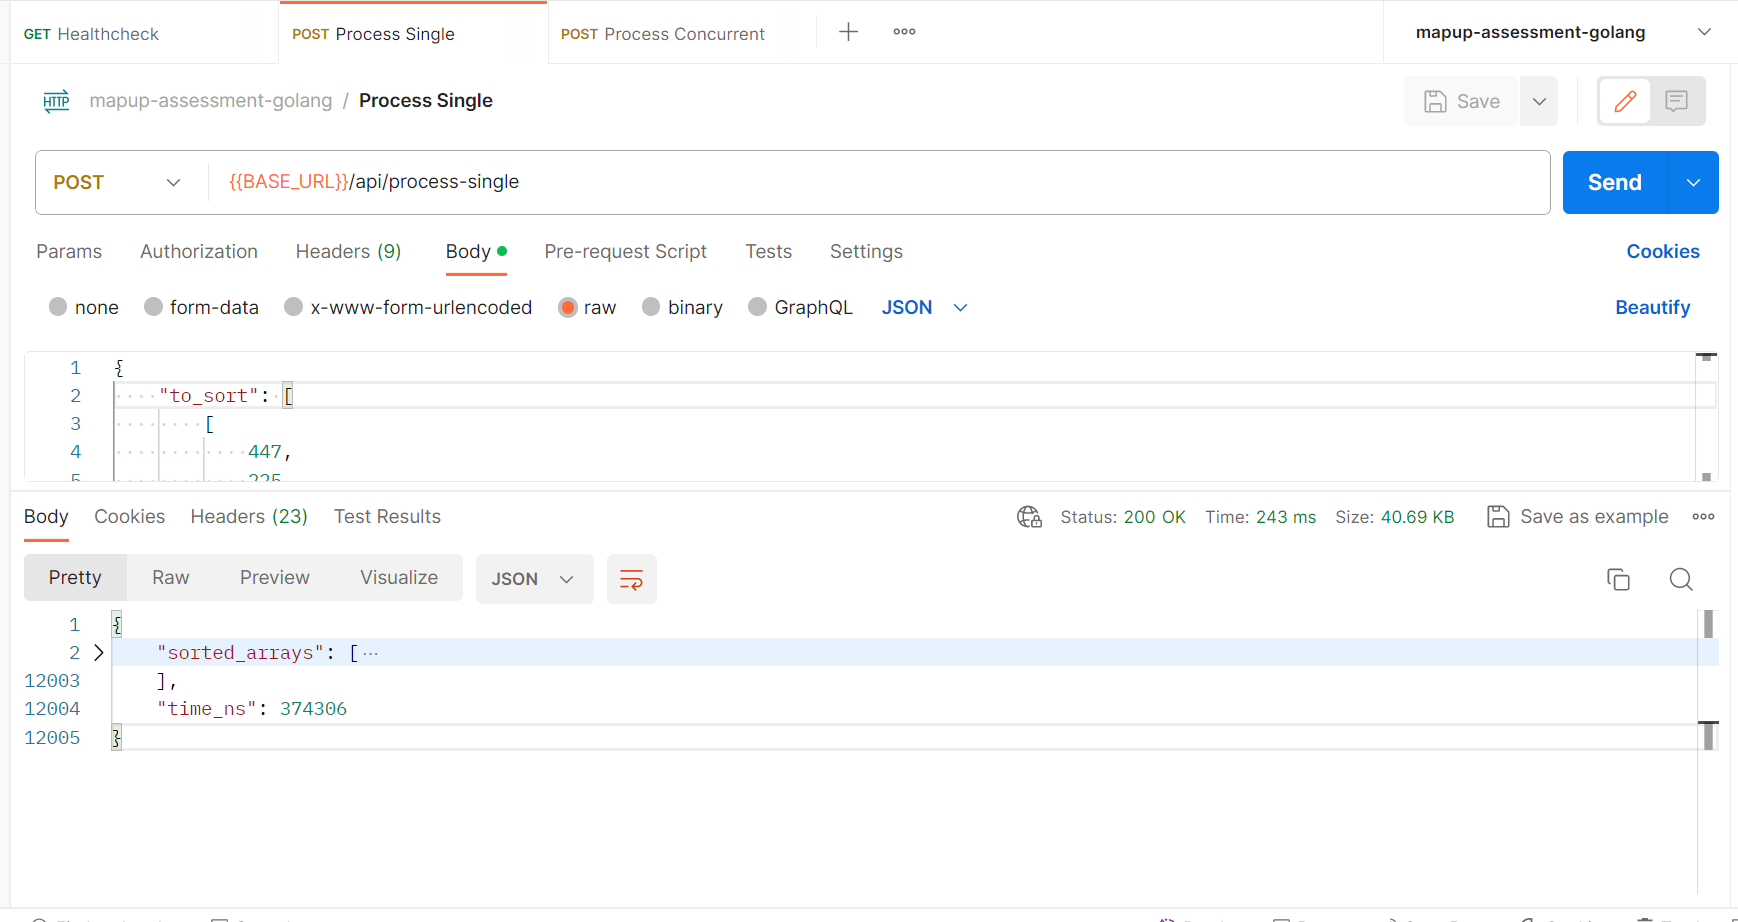 GET Healthcheck POST Process Single POST Process Concurrent mapup-assessment-golang
HTTP mapup-assessment-golang / Process Single Save
POST {{BASE_URL}}/api/process-single Send
Params Authorization Headers (9) Body Pre-request Script Tests Settings Cookies
none form-data x-www-form-urlencoded raw binary GraphQL JSON Beautify
1 {
2 "to_sort": [
3 [
4 447,
5 225
Body Cookies Headers (23) Test Results Status: 200 OK Time: 243 ms Size: 40.69 KB Save as example
Pretty Raw Preview Visualize JSON
1 {
2 "sorted_arrays": [
12003 ],
12004 "time_ns": 374306
12005 }